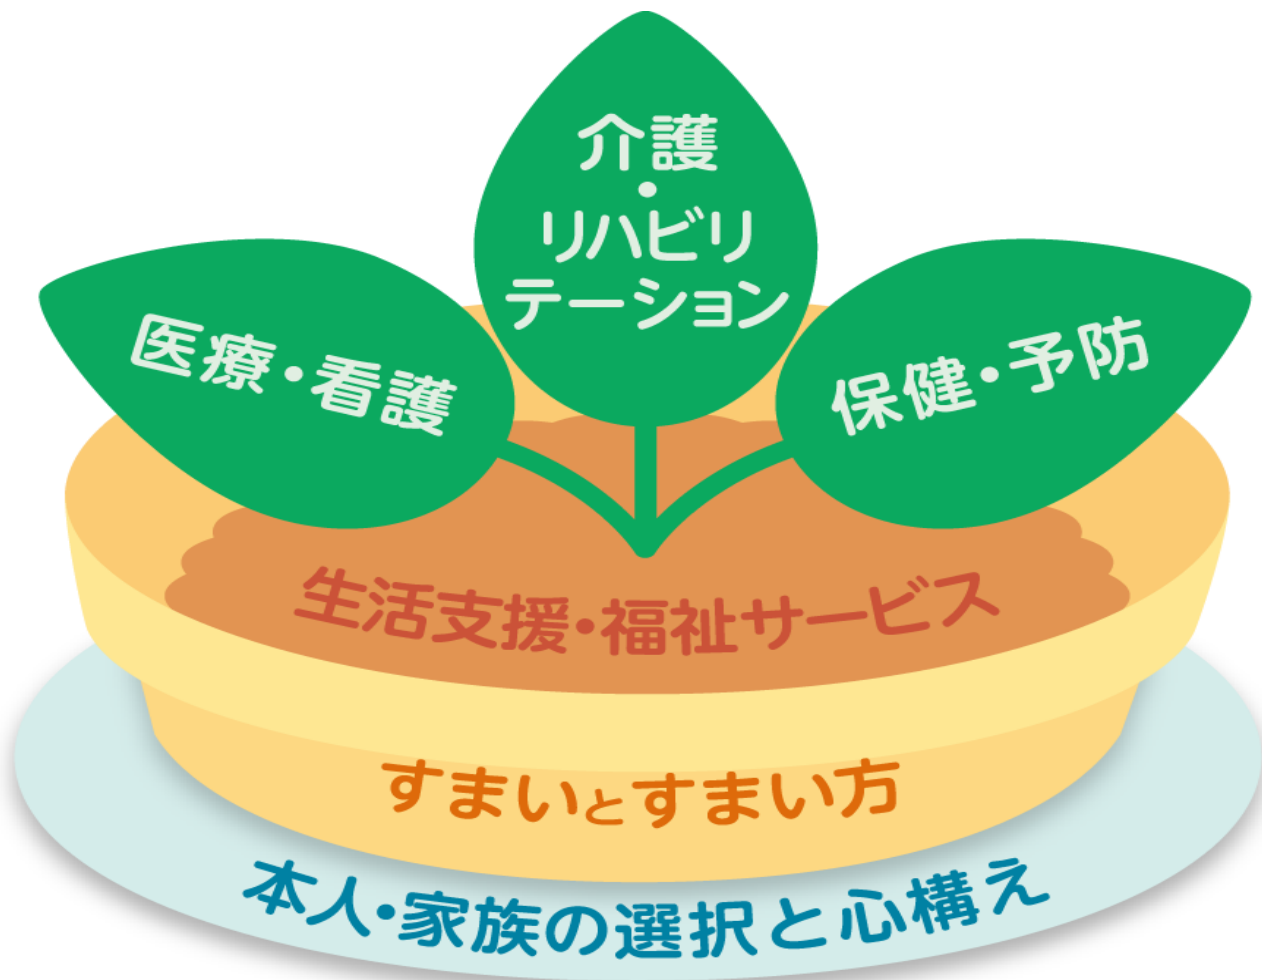 介護
・
リハビリ
テーション
医療・看護
保健・予防
生活支援・福祉サービス
すまいとすまい方
本人・家族の選択と心構え